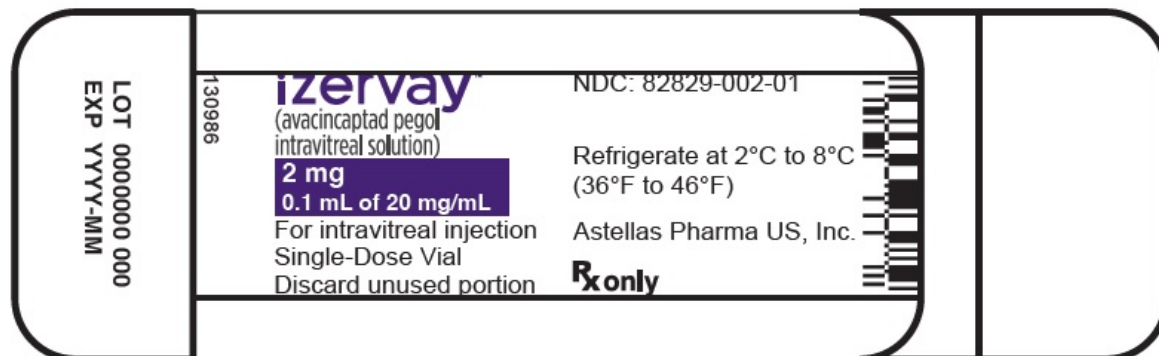 LOT 0000000 000
EXP YYYY-MM
130986
izervay™
(avacincaptad pegol
intravitreal solution)
2 mg
0.1 mL of 20 mg/mL
For intravitreal injection
Single-Dose Vial
Discard unused portion
NDC: 82829-002-01
Refrigerate at 2°C to 8°C
(36°F to 46°F)
Astellas Pharma US, Inc.
Rx only